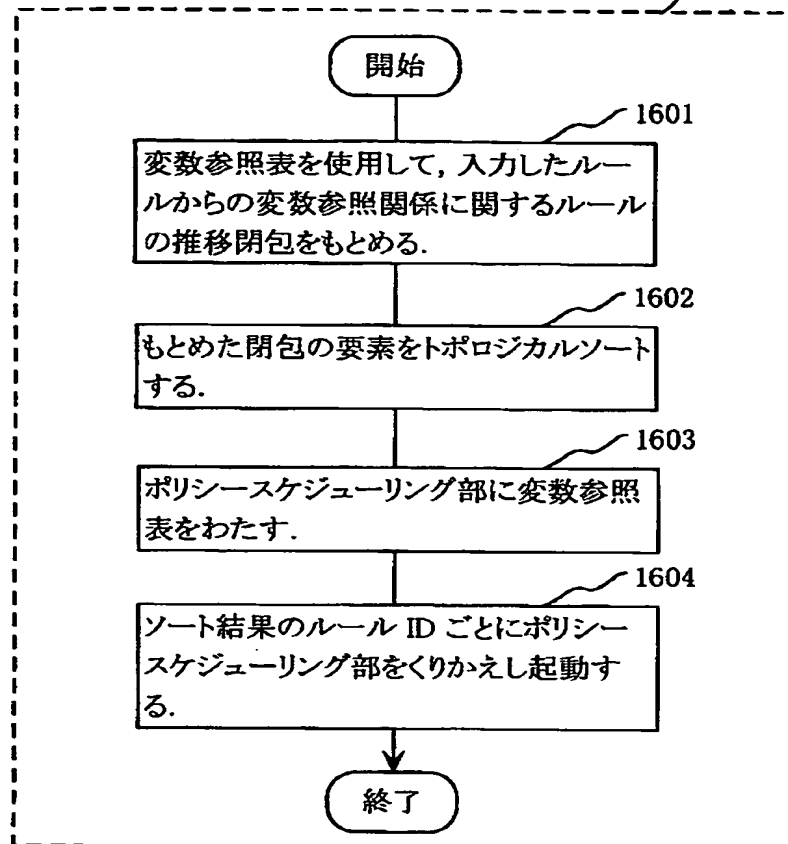 開始
1601
変数参照表を使用して, 入力したルー
ルからの変数参照関係に関するルール
の推移閉包をもとめる.
1602
もとめた閉包の要素をトポロジカルソート
する.
1603
ポリシースケジューリング部に変数参照
表をわたす.
1604
ソート結果のルール ID ごとにポリシー
スケジューリング部をくりかえし起動す
る.
終了